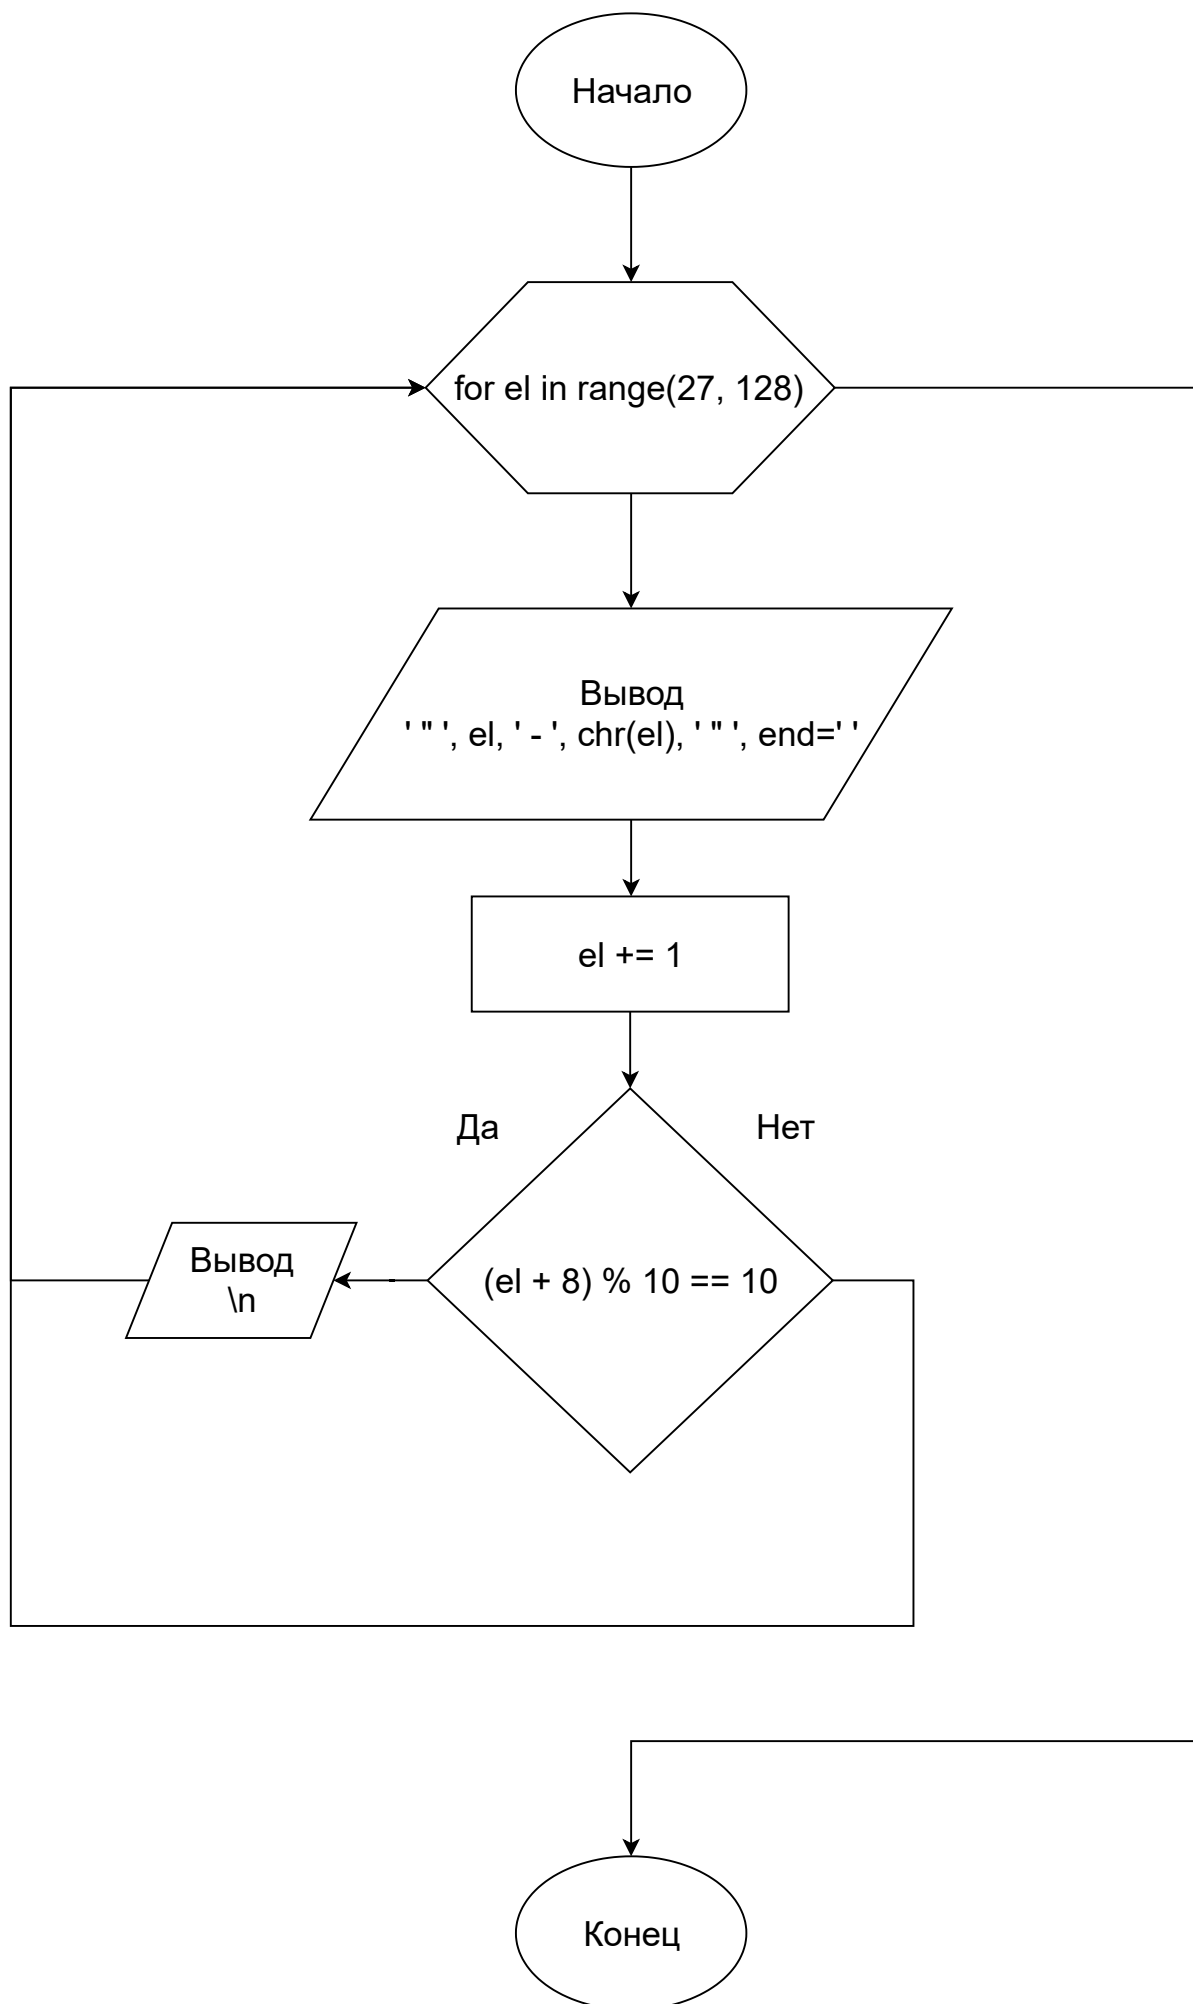 Начало
for el in range(27, 128)
Вывод
' " ', el, ' - ', chr(el), ' " ', end=' '
el += 1
Да
Нет
(el + 8) % 10 == 10
Вывод
\n
Конец